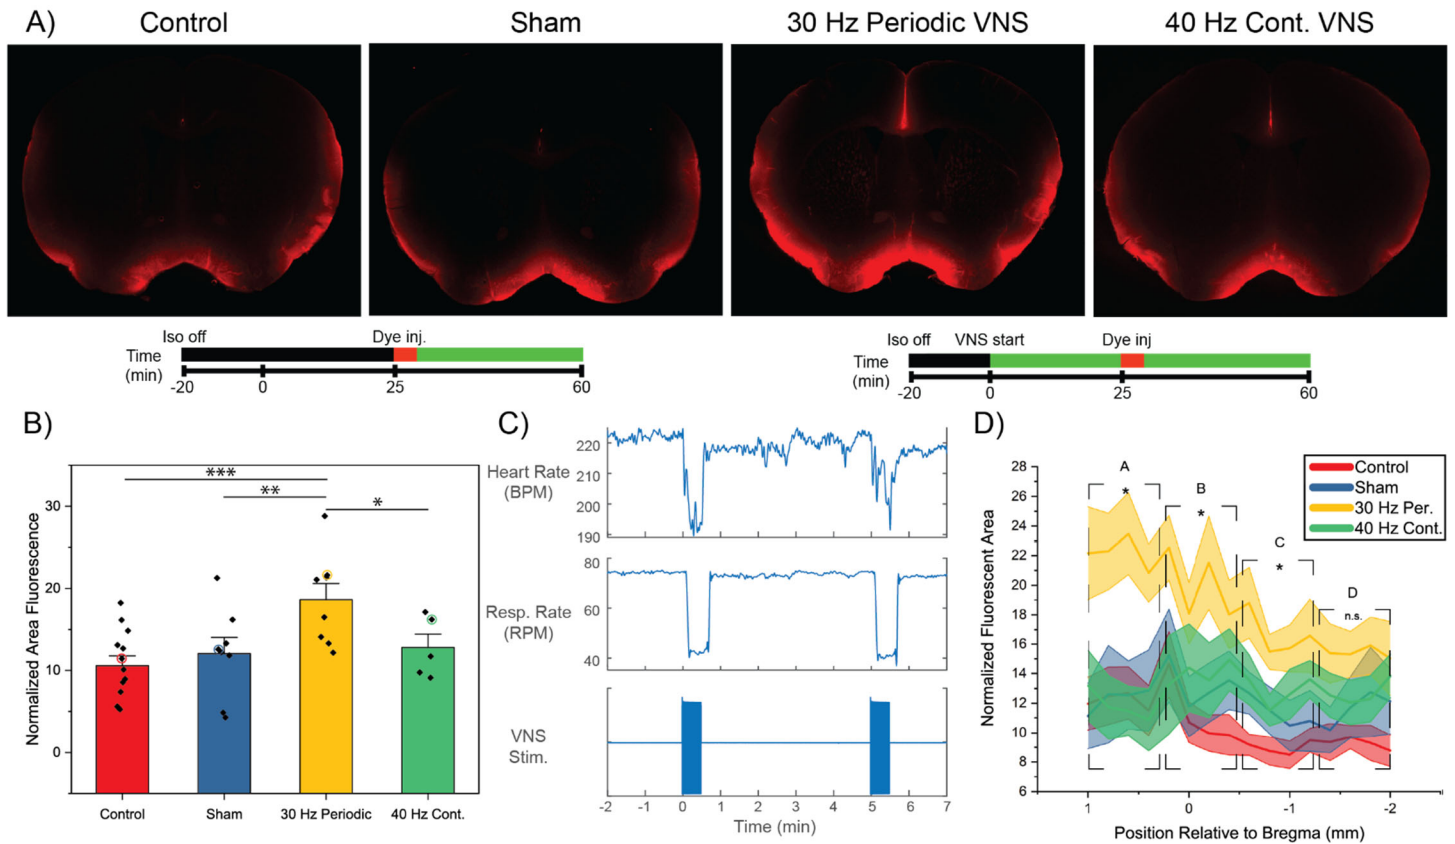 A)
Control
Sham
30 Hz Periodic VNS
40 Hz Cont. VNS
Iso off
Dye inj.
Time
(min)
-20
0
25
60
Iso off
VNS start
Dye inj
Time
(min)
-20
0
25
60
B)
Normalized Area Fluorescence
30
20
10
0
***
**
*
Control
Sham
30 Hz Periodic
40 Hz Cont.
C)
Heart Rate
(BPM)
220
210
200
190
Resp. Rate
(RPM)
80
60
40
VNS
Stim.
-2
-1
0
1
2
3
4
5
6
7
Time (min)
D)
Normalized Fluorescent Area
28
26
24
22
20
18
16
14
12
10
8
6
A
*
B
*
C
*
D
n.s.
Control
Sham
30 Hz Per.
40 Hz Cont.
1
0
-1
-2
Position Relative to Bregma (mm)